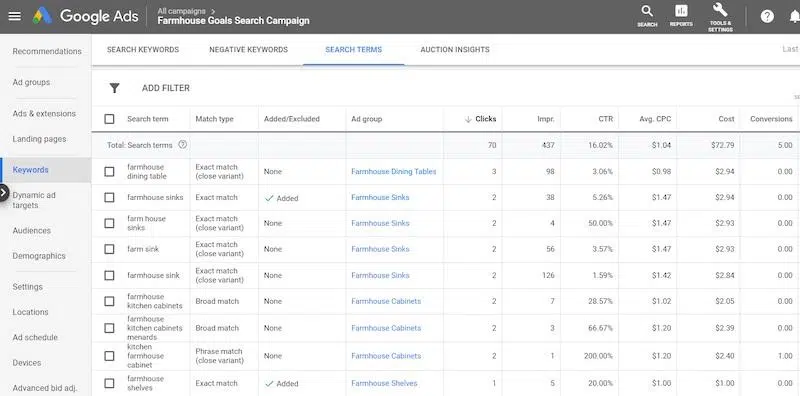 Google Ads
All campaigns >
Farmhouse Goals Search Campaign
SEARCH
REPORTS
TOOLS &
SETTINGS
Recommendations
Ad groups
Ads & extensions
Landing pages
Keywords
Dynamic ad
targets
Audiences
Demographics
Settings
Locations
Ad schedule
Devices
Advanced bid adj.
SEARCH KEYWORDS NEGATIVE KEYWORDS SEARCH TERMS AUCTION INSIGHTS Last
ADD FILTER
Search term Match type Added/Excluded Ad group Clicks Impr. CTR Avg. CPC Cost Conversions
Total: Search terms 70 437 16.02% $1.04 $72.79 5.00
farmhouse
dining table Exact match
(close variant) None Farmhouse Dining Tables 3 98 3.06% $0.98 $2.94 0.00
farmhouse sinks Exact match Added Farmhouse Sinks 2 38 5.26% $1.47 $2.94 0.00
farm house
sinks Exact match
(close variant) None Farmhouse Sinks 2 4 50.00% $1.47 $2.93 0.00
farm sink Exact match
(close variant) None Farmhouse Sinks 2 56 3.57% $1.47 $2.93 0.00
farmhouse sink Exact match
(close variant) None Farmhouse Sinks 2 126 1.59% $1.42 $2.84 0.00
farmhouse
kitchen cabinets Broad match None Farmhouse Cabinets 2 7 28.57% $1.02 $2.05 0.00
farmhouse
kitchen cabinets
menards Broad match None Farmhouse Cabinets 2 3 66.67% $1.20 $2.39 0.00
kitchen
farmhouse
cabinet Phrase match
(close variant) None Farmhouse Cabinets 2 1 200.00% $1.20 $2.40 1.00
farmhouse
shelves Exact match Added Farmhouse Shelves 1 5 20.00% $1.00 $1.00 0.00